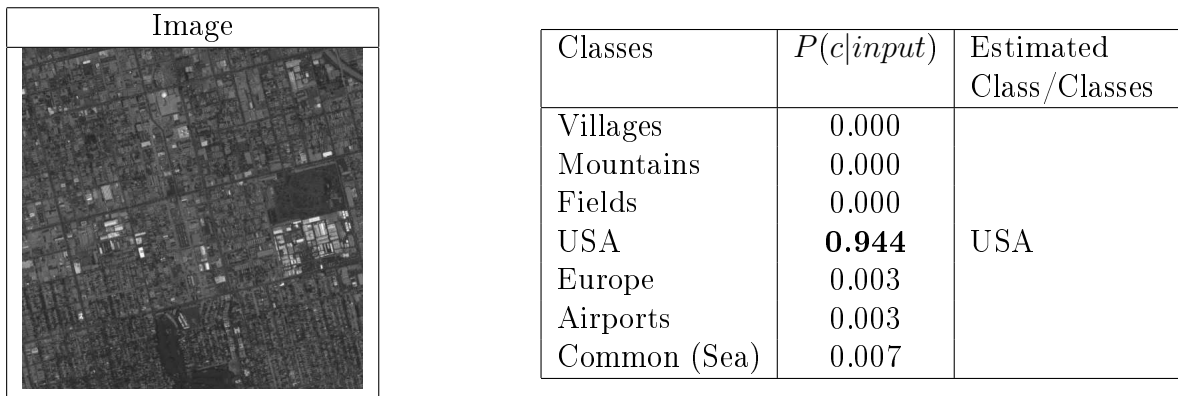 Image
Classes P(c|input) Estimated
Class/Classes
Villages 0.000
Mountains 0.000
Fields 0.000
USA 0.944 USA
Europe 0.003
Airports 0.003
Common (Sea) 0.007